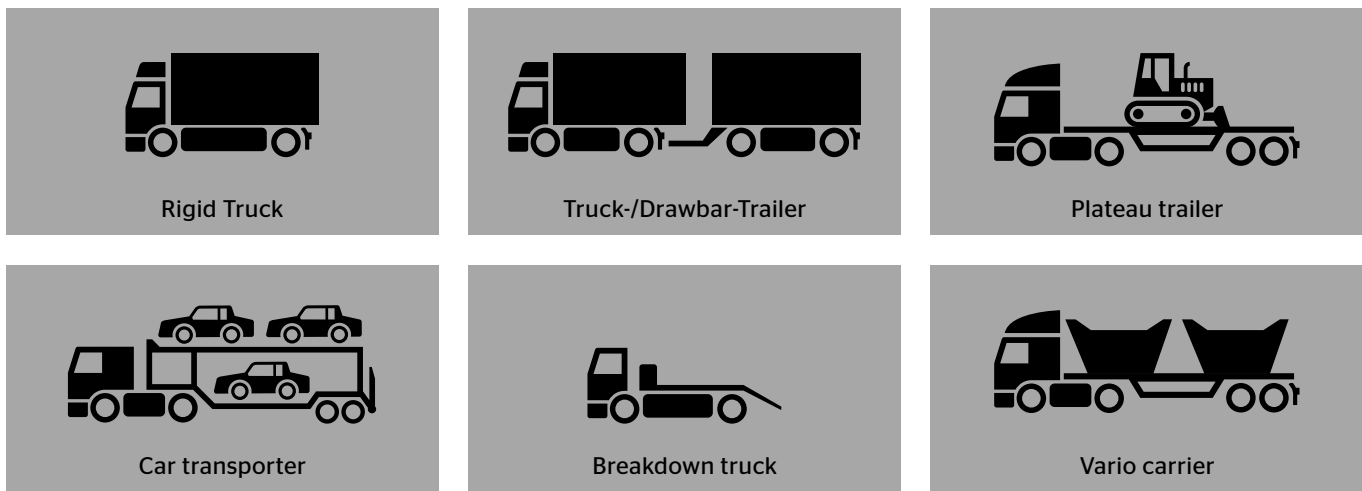 Rigid Truck
Truck-/Drawbar-Trailer
Plateau trailer
Car transporter
Breakdown truck
Vario carrier